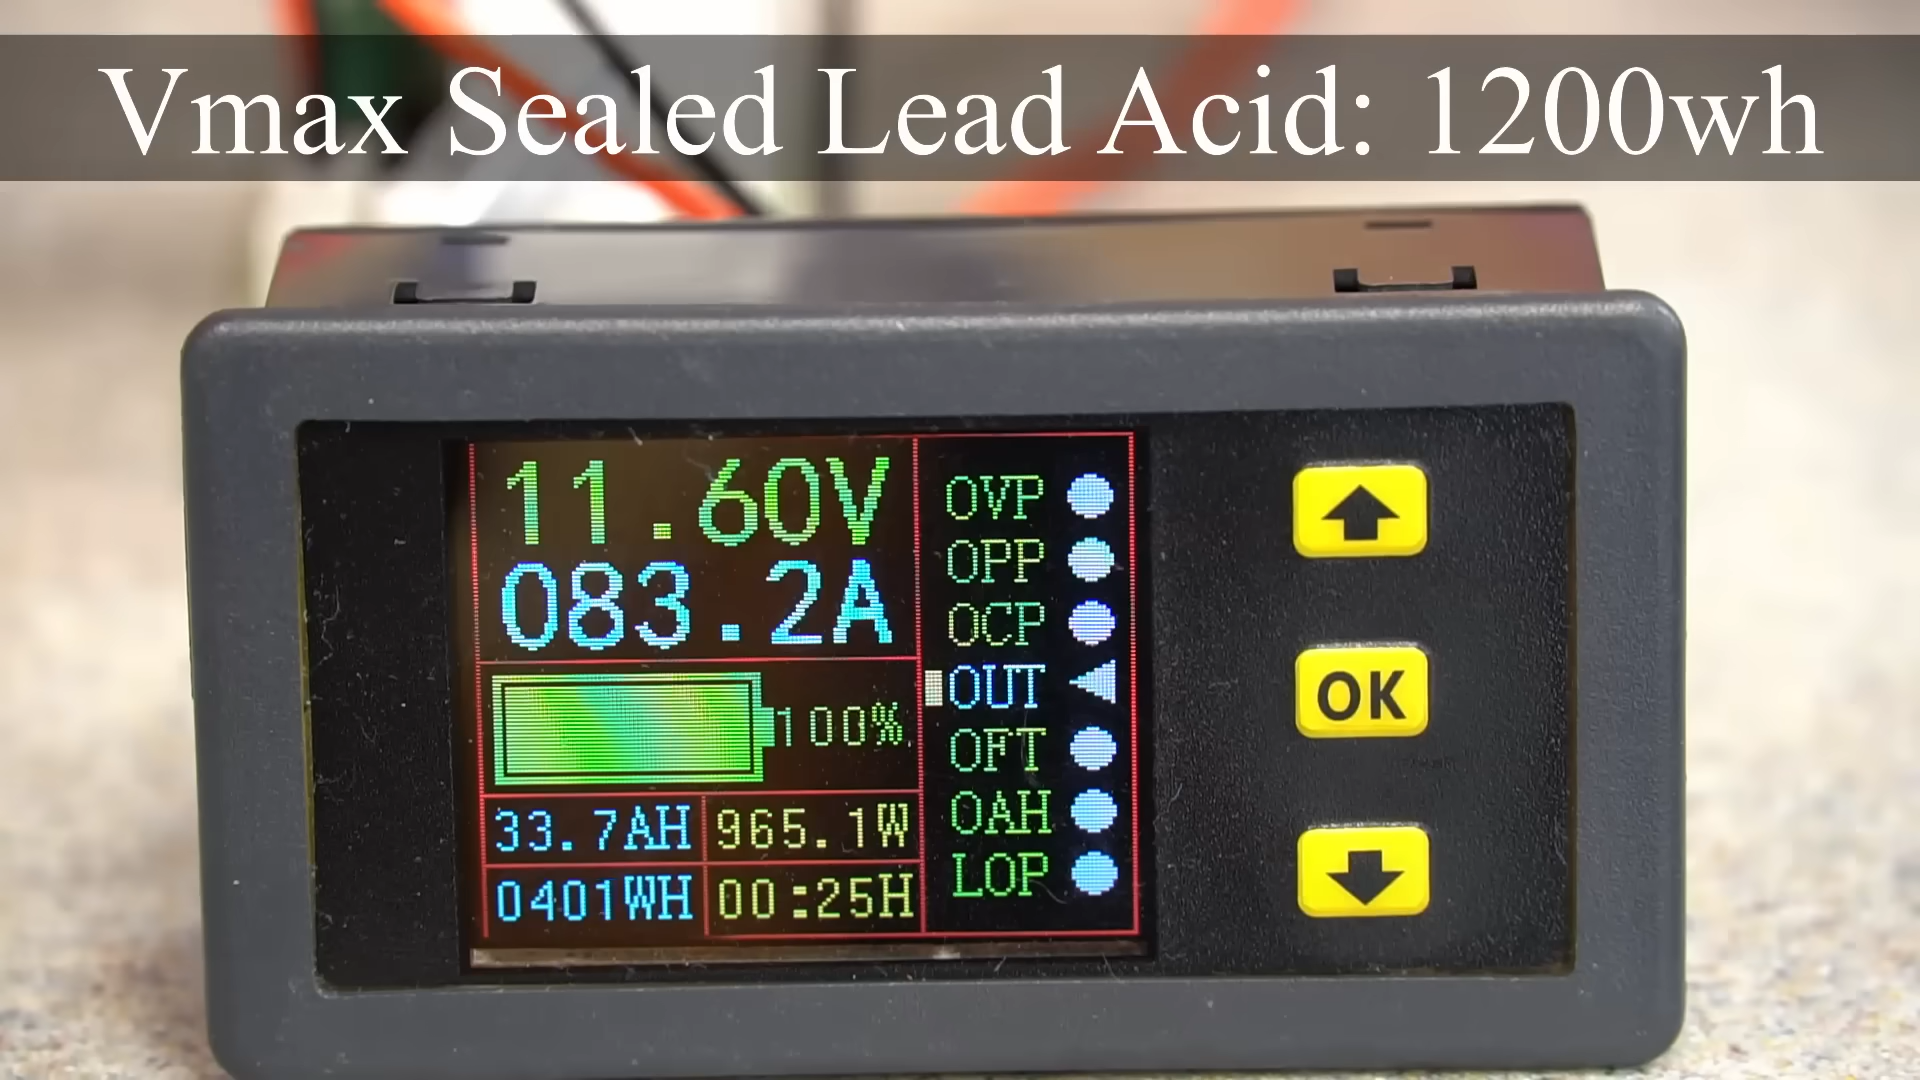 Vmax Sealed Lead Acid: 1200wh
11.60V
083.2A
100%
33.7AH 965.1W
0401WH 00:25H
OVP
OPP
OCP
OUT
OFT
OAH
LOP
OK